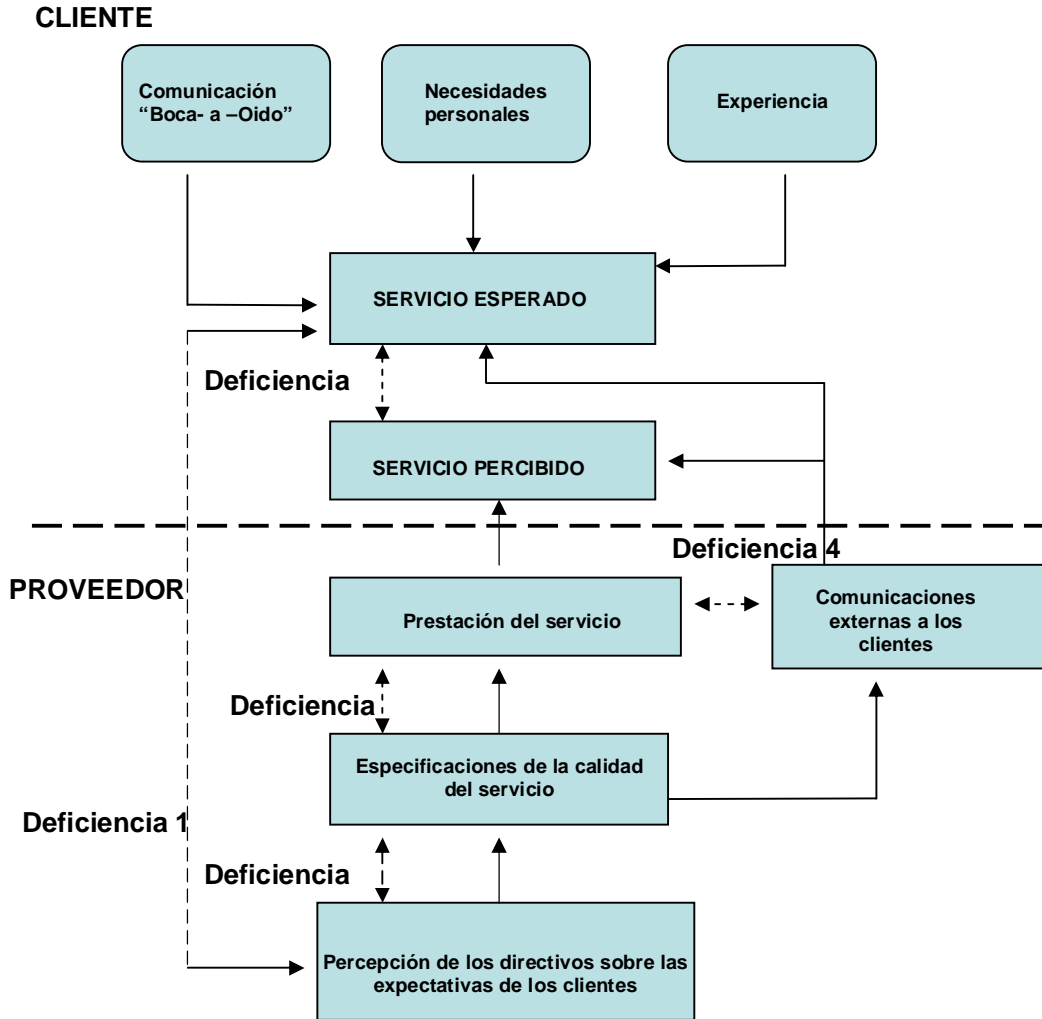 CLIENTE
Comunicación
“Boca- a –Oido”
Necesidades
personales
Experiencia
SERVICIO ESPERADO
Deficiencia
SERVICIO PERCIBIDO
Deficiencia 4
PROVEEDOR
Prestación del servicio
Comunicaciones
externas a los
clientes
Deficiencia
Especificaciones de la calidad
del servicio
Deficiencia 1
Deficiencia
Percepción de los directivos sobre las
expectativas de los clientes